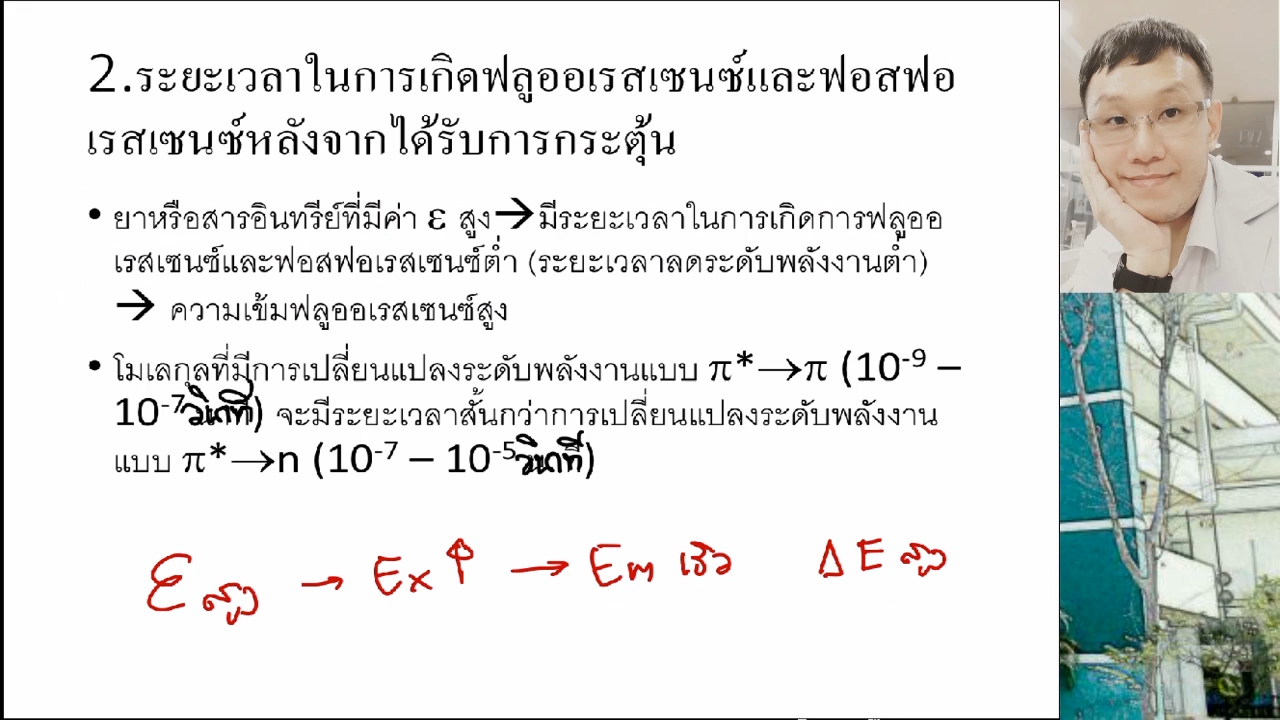 2.ระยะเวลาในการเกิดฟลูออเรสเซนซ์และฟอสฟอ
เรสเซนซ์หลังจากได้รับการกระตุ้น
• ยาหรือสารอินทรีย์ที่มีค่า ε สูง→มีระยะเวลาในการเกิดการฟลูออ
เรสเซนซ์และฟอสฟอเรสเซนซ์ต่ำ (ระยะเวลาลดระดับพลังงานต่ำ)
→ ความเข้มฟลูออเรสเซนซ์สูง
• โมเลกุลที่มีการเปลี่ยนแปลงระดับพลังงานแบบ π*→π (10⁻⁹ –
10⁻⁷วินาที) จะมีระยะเวลาสั้นกว่าการเปลี่ยนแปลงระดับพลังงาน
แบบ π*→n (10⁻⁷ – 10⁻⁵วินาที)
ε สูง → Ex ↑ → Em เร็ว ΔE สูง